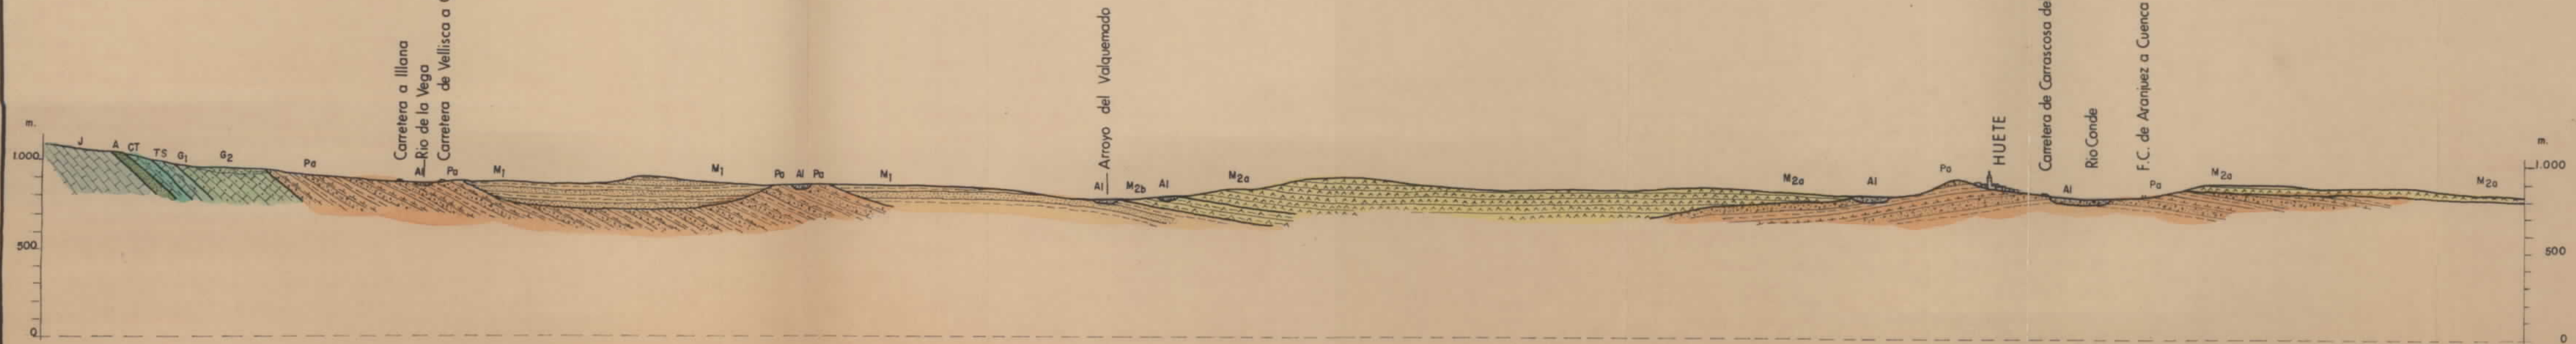 Carretera a Illana
Rio de la Vega
Carretera de Vellisca a
Arroyo del Valquemado
HUETE
Carretera de Carrascosa de
Rio Conde
F.C. de Aranjuez a Cuenca
m.
1.000
500
0
J
A
CT
TS
G1
G2
Pa
Al
Pa
M1
M1
Pa
Al
Pa
M1
Al
M2b
Al
M2a
M2a
Al
Pa
Al
Pa
M2a
M2a
m.
1.000
500
0